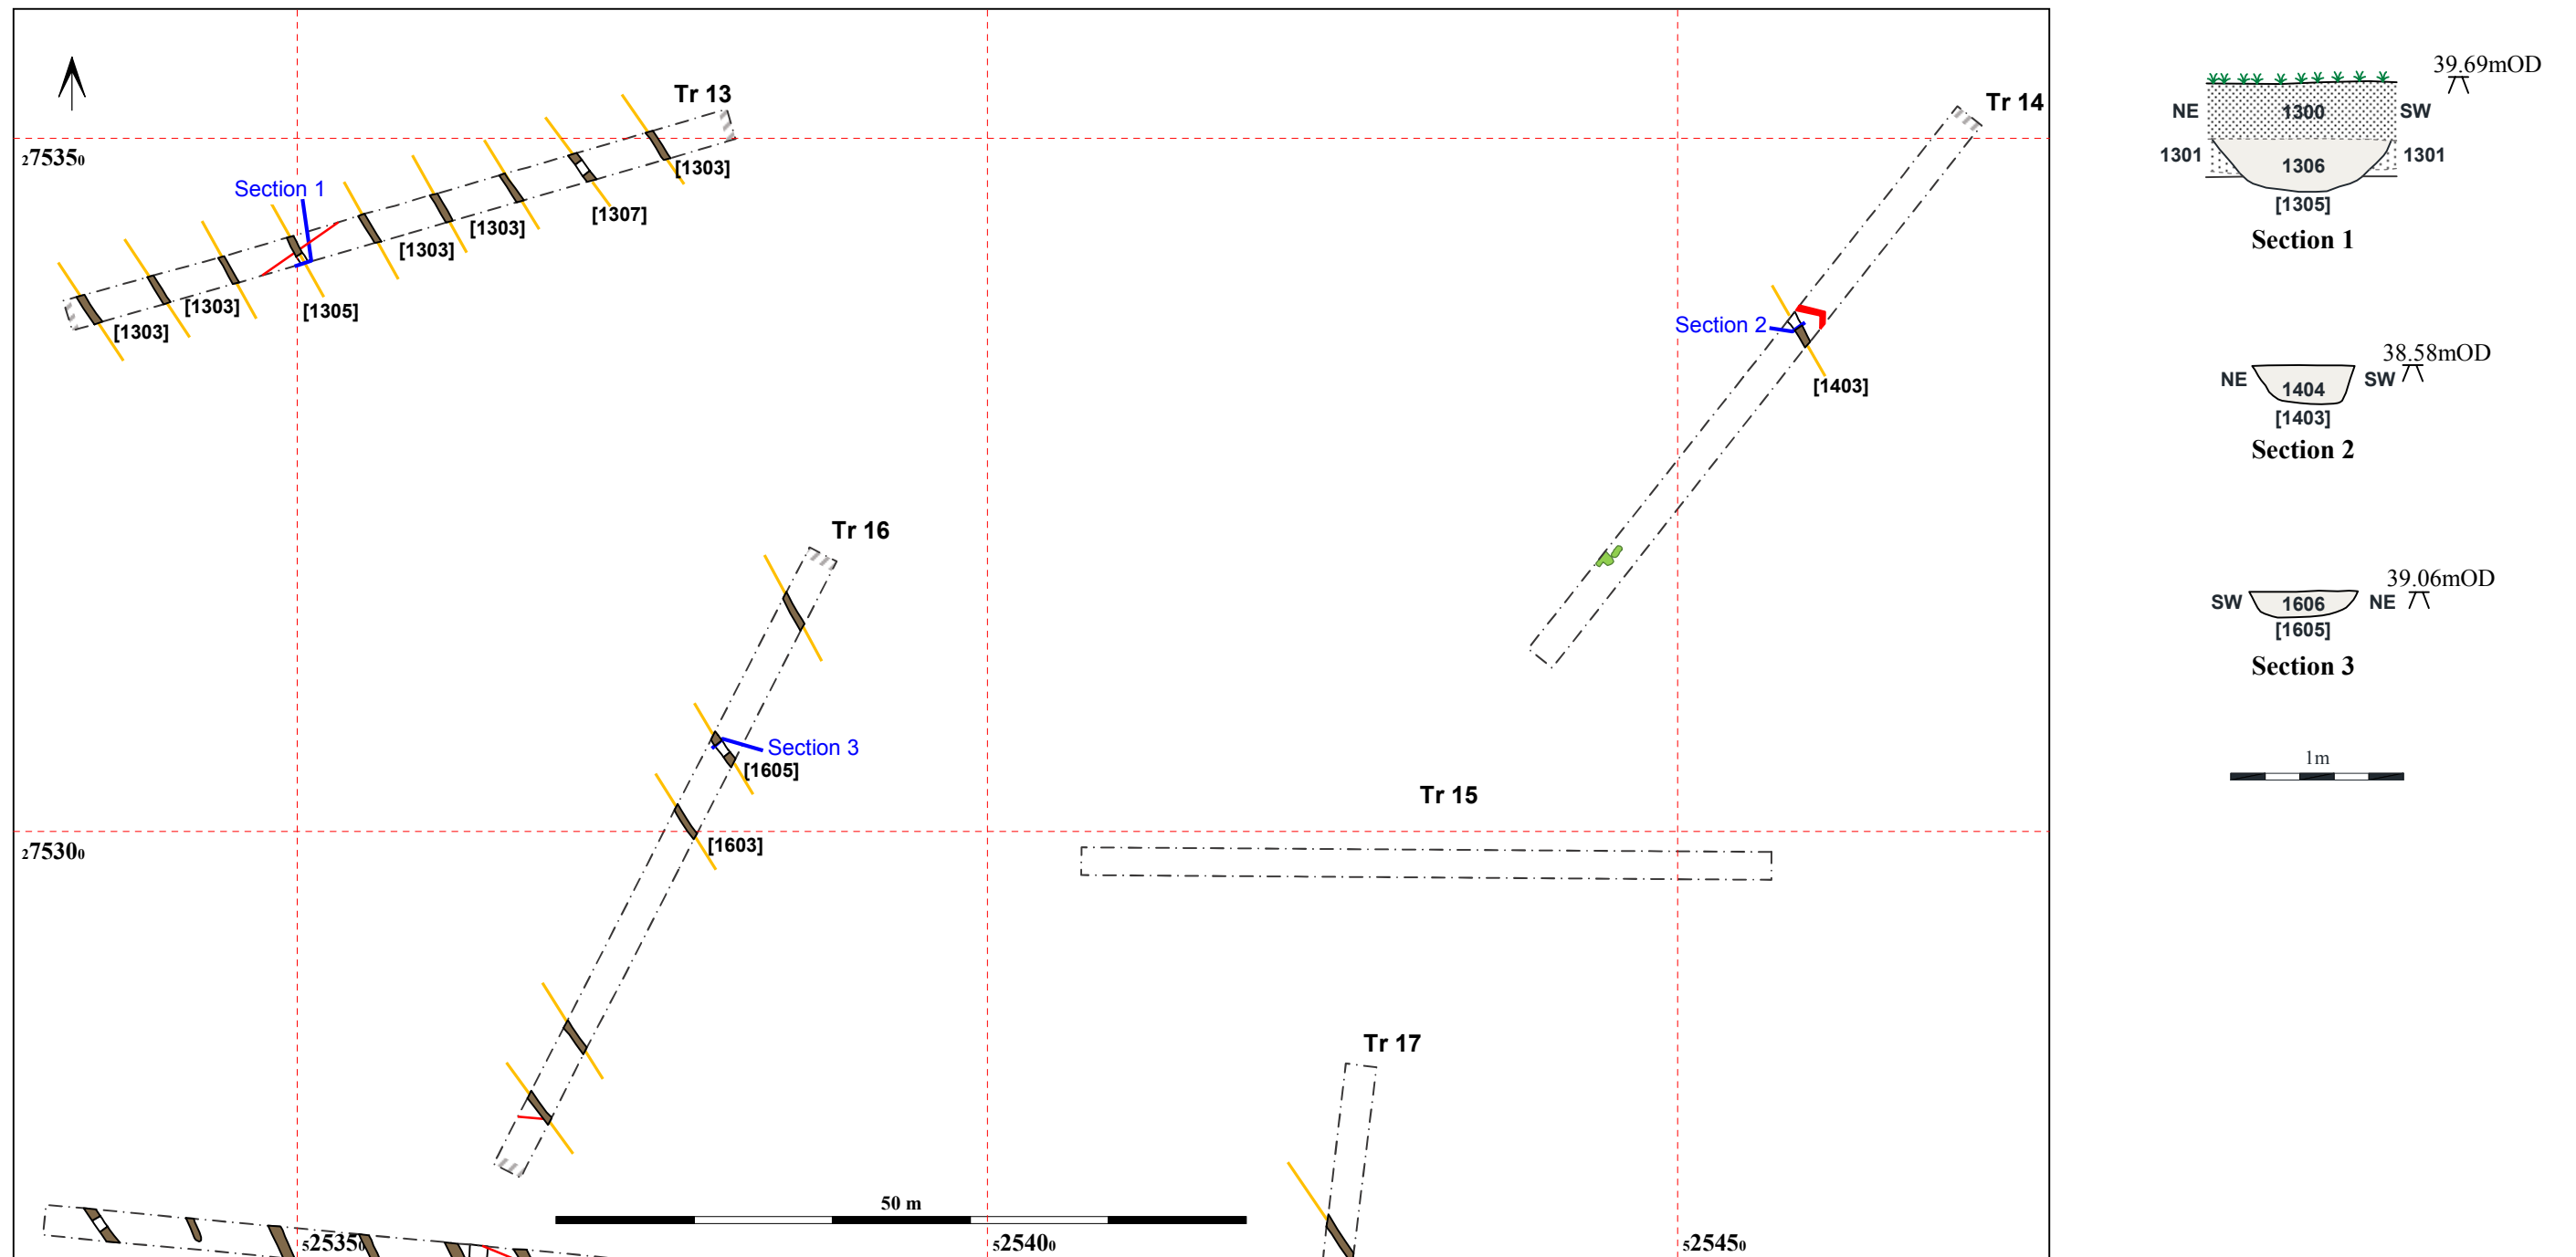 Tr 13
Tr 14
275350
Section 1
[1303]
[1307]
[1303]
[1303]
[1303]
[1305]
[1303]
Section 2
[1403]
Tr 16
Section 3
[1605]
[1603]
Tr 15
275300
Tr 17
50 m
525350
525400
525450
39.69mOD
NE
1300
SW
1301
1306
1301
[1305]
Section 1
38.58mOD
NE
1404
SW
[1403]
Section 2
39.06mOD
SW
1606
NE
[1605]
Section 3
1m